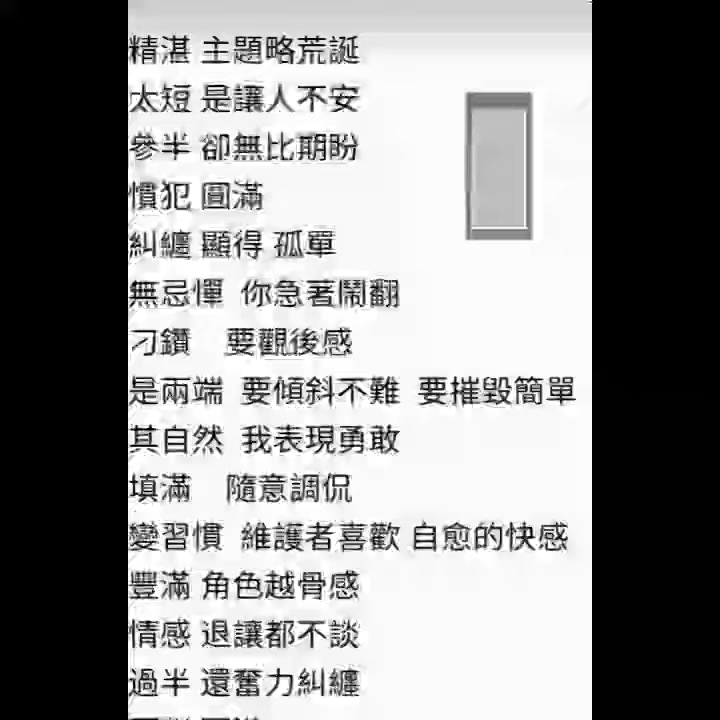 精湛 主題略荒誕
太短 是讓人不安
參半 卻無比期盼
慣犯 圓滿
糾纏 顯得 孤單
無忌憚 你急著鬧翻
刁鑽 要觀後感
是兩端 要傾斜不難 要摧毀簡單
其自然 我表現勇敢
填滿 隨意調侃
變習慣 維護者喜歡 自愈的快感
豐滿 角色越骨感
情感 退讓都不談
過半 還奮力糾纏